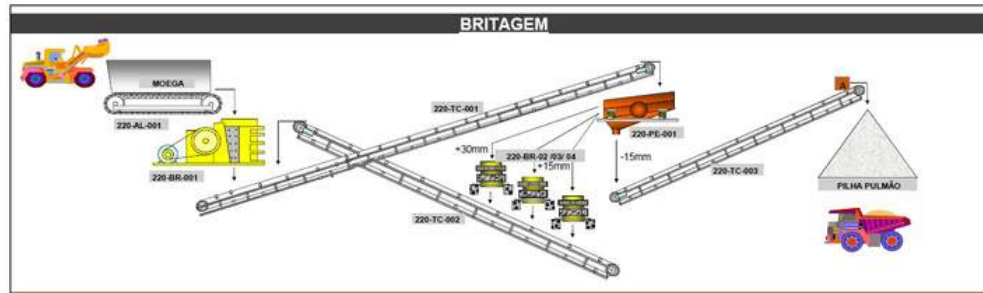 BRITAGEM
MOEGA
220-AL-001
220-BR-001
220-TC-001
220-TC-002
+30mm
220-BR-02 /03/ 04
+15mm
220-PE-001
-15mm
220-TC-003
A
PILHA PULMÃO